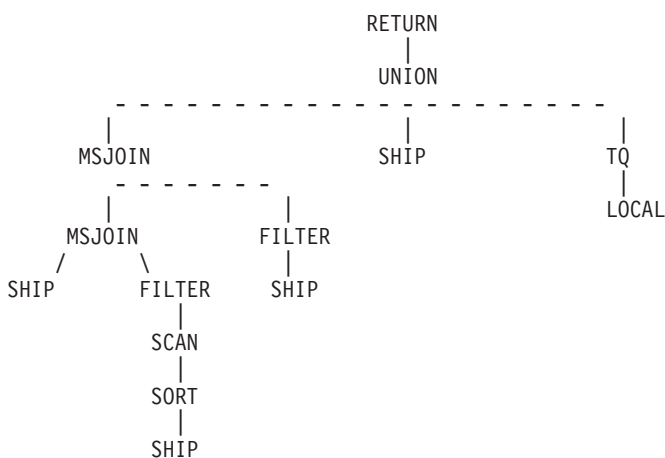 RETURN
UNION
MSJOIN SHIP TQ
LOCAL
MSJOIN FILTER
SHIP FILTER SHIP
SCAN
SORT
SHIP